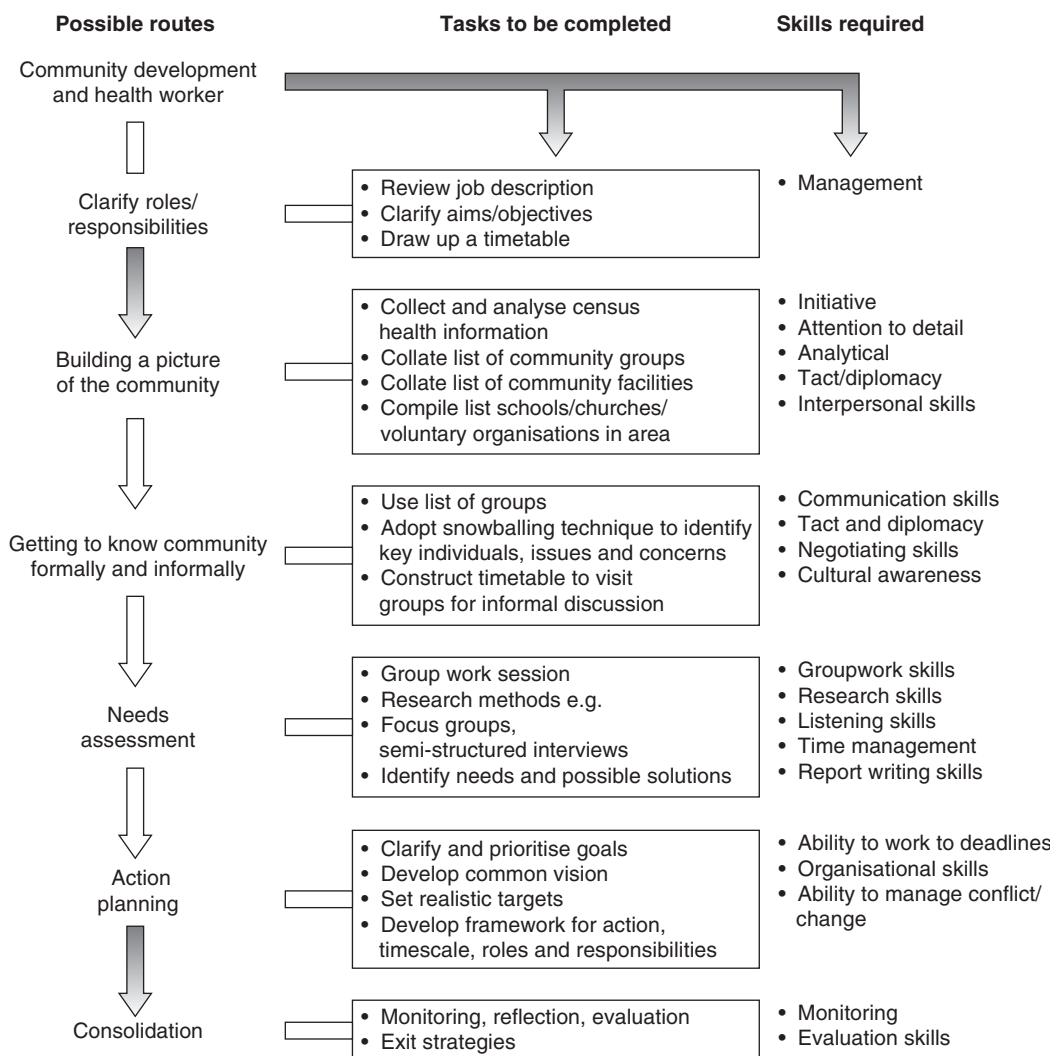 Possible routes
Tasks to be completed
Skills required
Community development
and health worker
Clarify roles/
responsibilities
• Review job description
• Clarify aims/objectives
• Draw up a timetable
• Management
Building a picture
of the community
• Collect and analyse census
health information
• Collate list of community groups
• Collate list of community facilities
• Compile list schools/churches/
voluntary organisations in area
• Initiative
• Attention to detail
• Analytical
• Tact/diplomacy
• Interpersonal skills
Getting to know community
formally and informally
• Use list of groups
• Adopt snowballing technique to identify
key individuals, issues and concerns
• Construct timetable to visit
groups for informal discussion
• Communication skills
• Tact and diplomacy
• Negotiating skills
• Cultural awareness
Needs
assessment
• Group work session
• Research methods e.g.
• Focus groups,
semi-structured interviews
• Identify needs and possible solutions
• Groupwork skills
• Research skills
• Listening skills
• Time management
• Report writing skills
Action
planning
• Clarify and prioritise goals
• Develop common vision
• Set realistic targets
• Develop framework for action,
timescale, roles and responsibilities
• Ability to work to deadlines
• Organisational skills
• Ability to manage conflict/
change
Consolidation
• Monitoring, reflection, evaluation
• Exit strategies
• Monitoring
• Evaluation skills